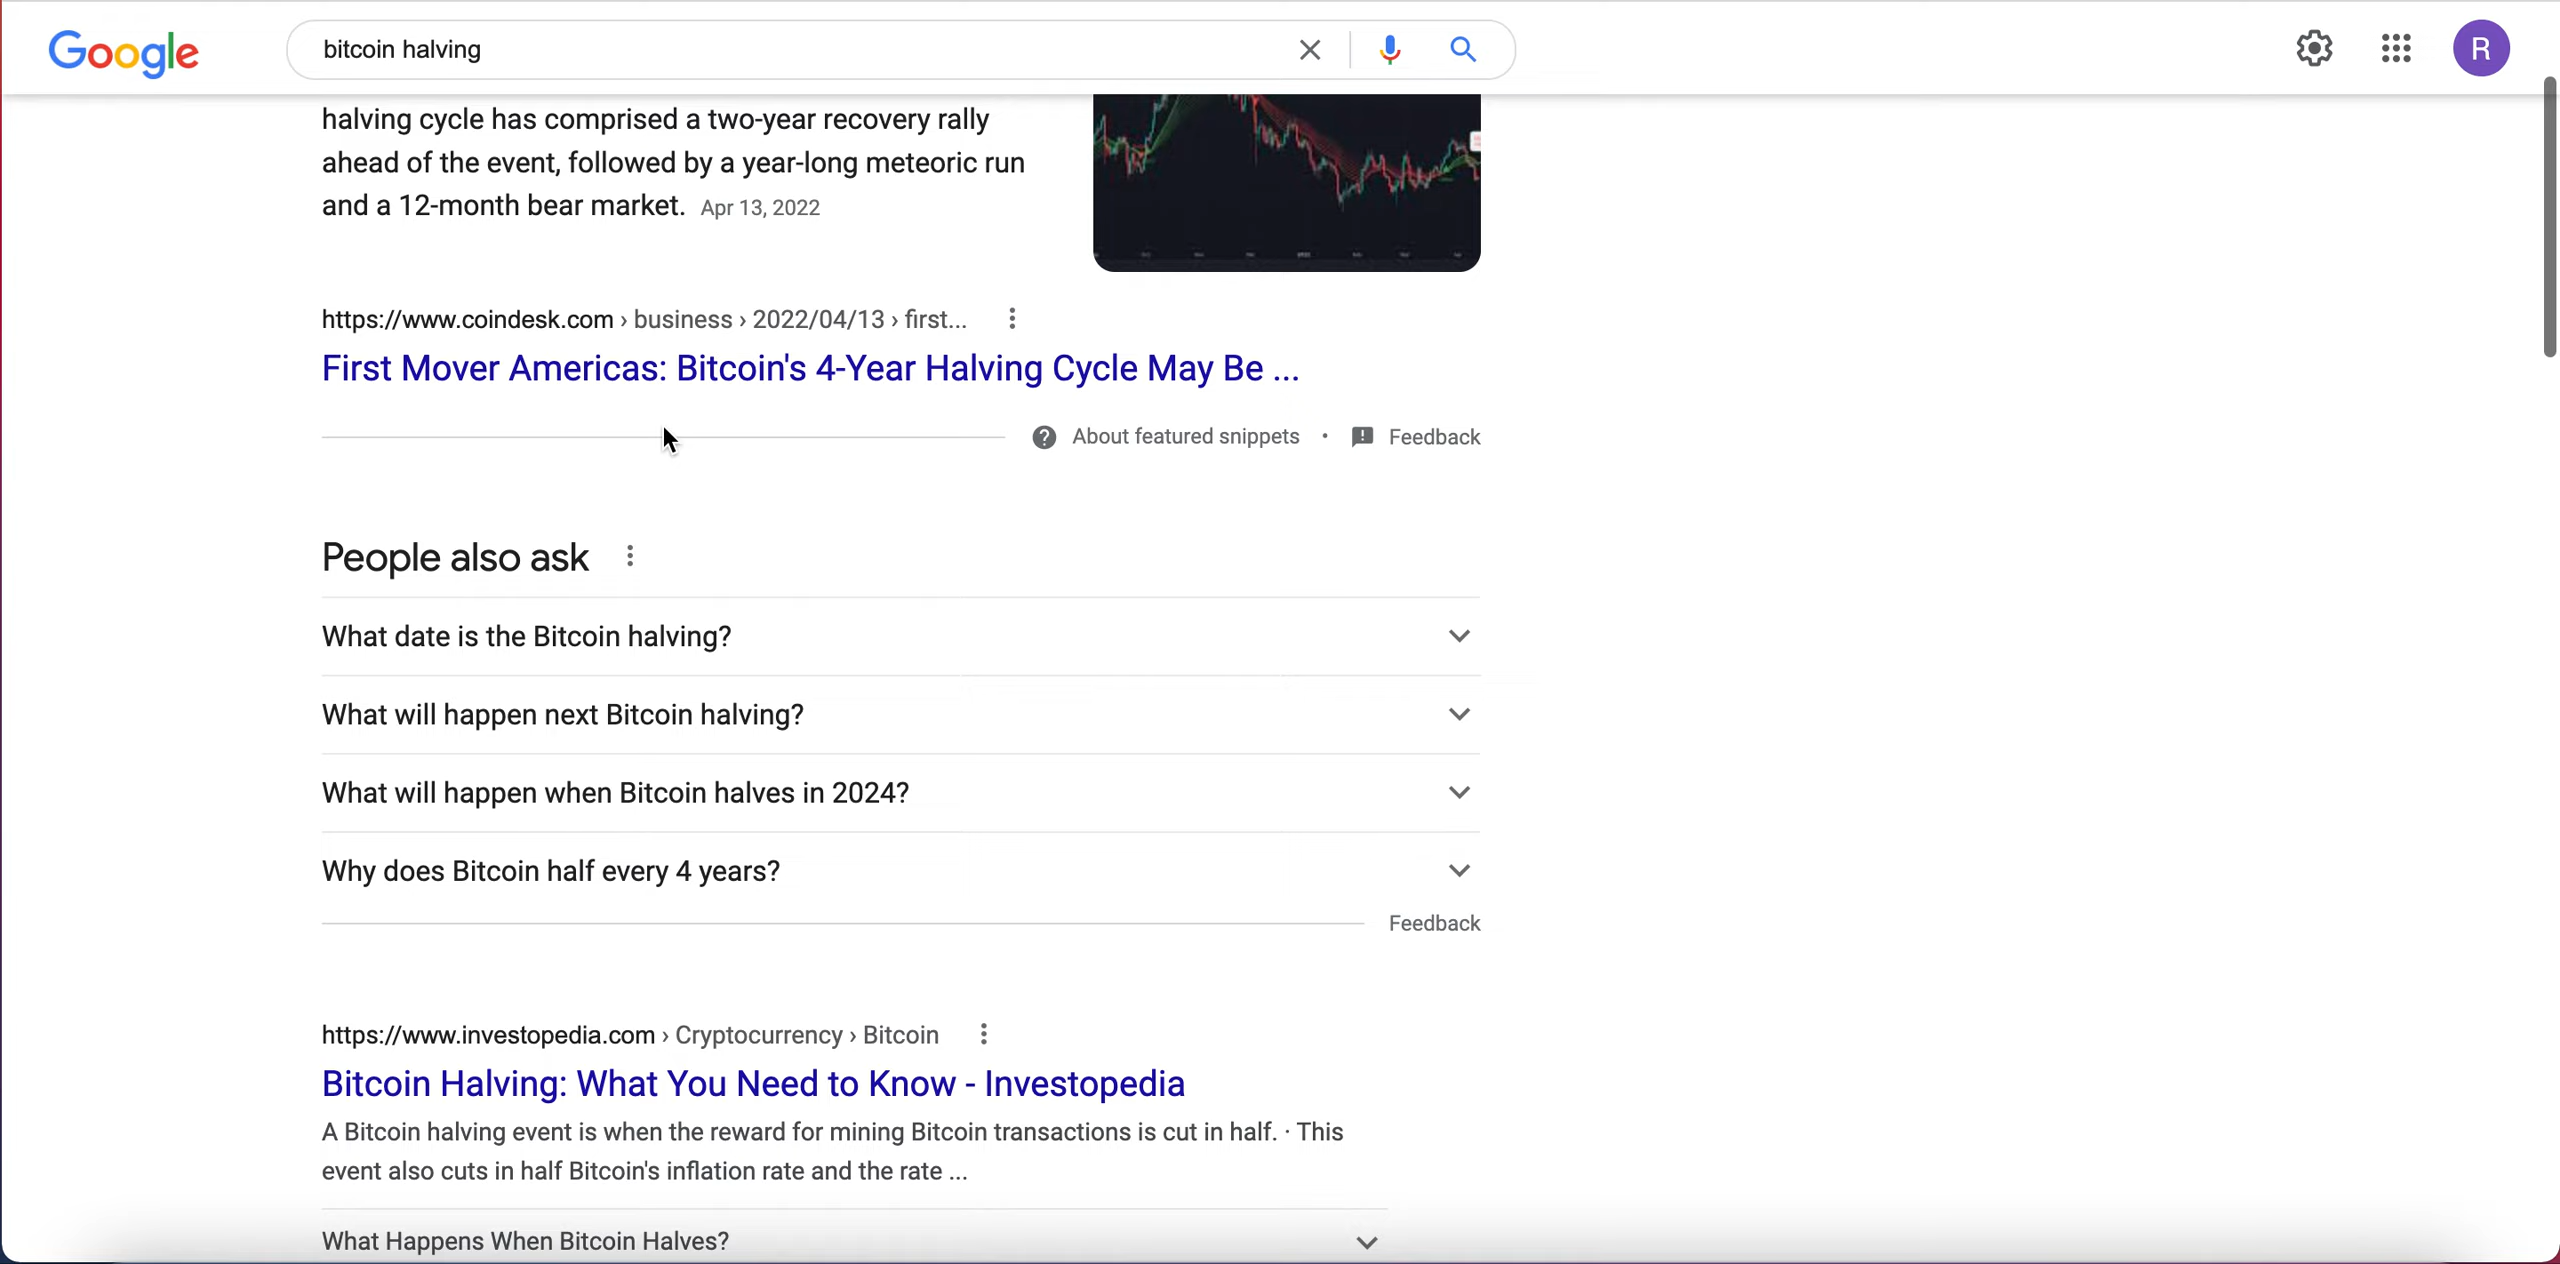 Google
bitcoin halving
R
halving cycle has comprised a two-year recovery rally
ahead of the event, followed by a year-long meteoric run
and a 12-month bear market. Apr 13, 2022
https://www.coindesk.com › business › 2022/04/13 › first...
First Mover Americas: Bitcoin's 4-Year Halving Cycle May Be ...
About featured snippets • Feedback
People also ask
What date is the Bitcoin halving?
What will happen next Bitcoin halving?
What will happen when Bitcoin halves in 2024?
Why does Bitcoin half every 4 years?
Feedback
https://www.investopedia.com › Cryptocurrency › Bitcoin
Bitcoin Halving: What You Need to Know - Investopedia
A Bitcoin halving event is when the reward for mining Bitcoin transactions is cut in half. · This
event also cuts in half Bitcoin's inflation rate and the rate ...
What Happens When Bitcoin Halves?